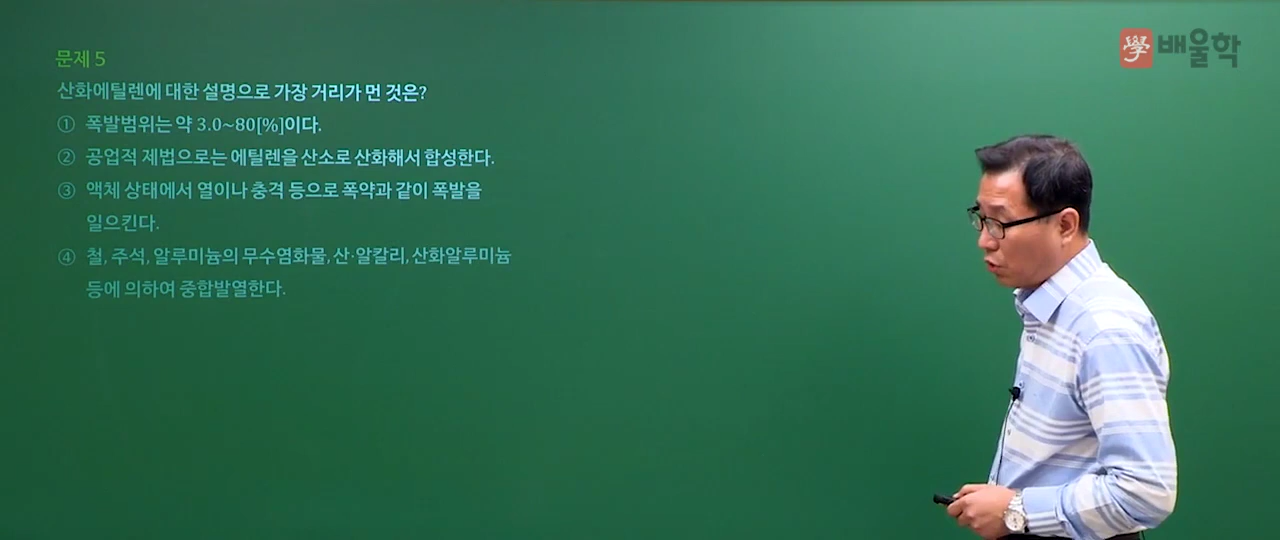 學 배울학
문제 5
산화에틸렌에 대한 설명으로 가장 거리가 먼 것은?
① 폭발범위는 약 3.0~80[%]이다.
② 공업적 제법으로는 에틸렌을 산소로 산화해서 합성한다.
③ 액체 상태에서 열이나 충격 등으로 폭약과 같이 폭발을
일으킨다.
④ 철, 주석, 알루미늄의 무수염화물, 산·알칼리, 산화알루미늄
등에 의하여 중합발열한다.